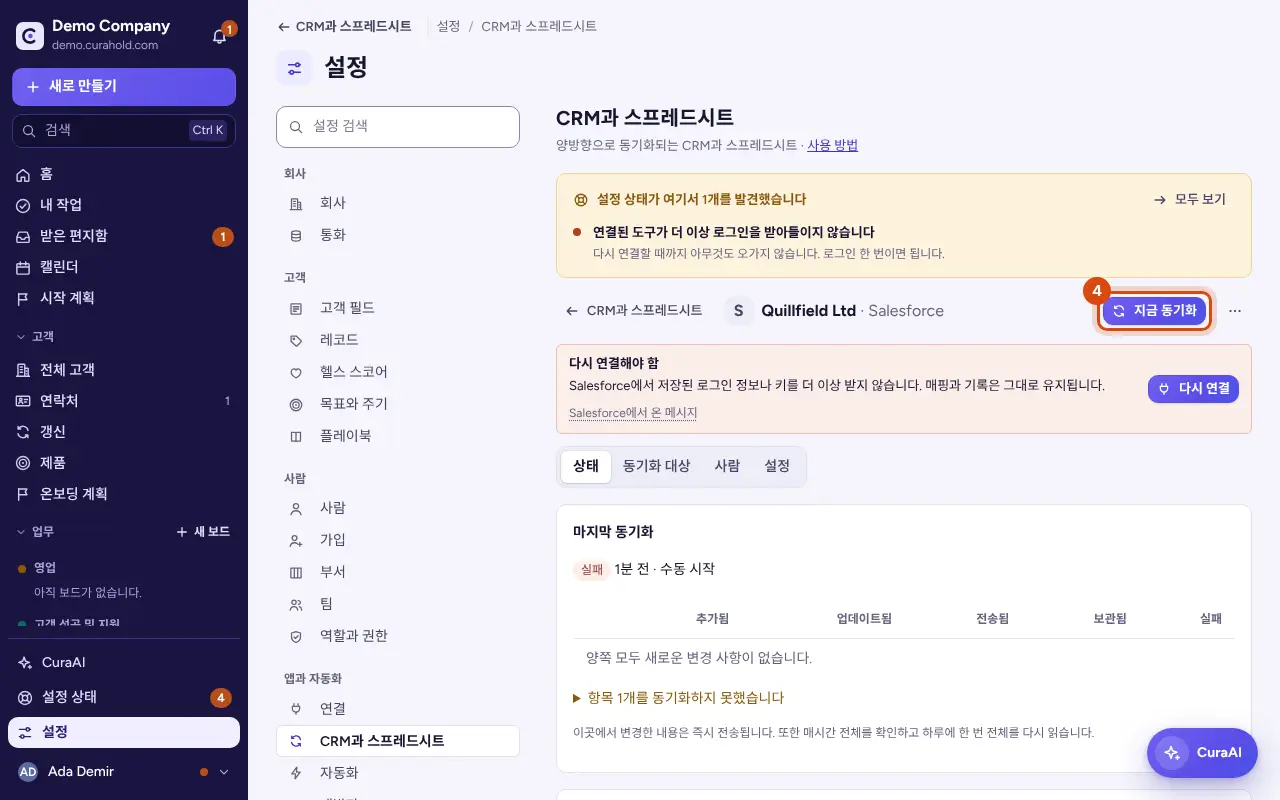 Demo Company
demo.curahold.com
1
새로 만들기
검색
Ctrl K
홈
내 작업
받은 편지함
1
캘린더
시작 계획
고객
전체 고객
연락처
1
갱신
제품
온보딩 계획
업무
새 보드
영업
아직 보드가 없습니다.
고객 성공 및 지원
CuraAI
설정 상태
4
설정
AD
Ada Demir
CRM과 스프레드시트
설정 / CRM과 스프레드시트
설정
설정 검색
회사
회사
통화
고객
고객 필드
레코드
헬스 스코어
목표와 주기
플레이북
사람
사람
가입
부서
팀
역할과 권한
앱과 자동화
연결
CRM과 스프레드시트
자동화
CRM과 스프레드시트
양방향으로 동기화되는 CRM과 스프레드시트 · 사용 방법
설정 상태가 여기서 1개를 발견했습니다
모두 보기
연결된 도구가 더 이상 로그인을 받아들이지 않습니다
다시 연결할 때까지 아무것도 오가지 않습니다. 로그인 한 번이면 됩니다.
CRM과 스프레드시트
S
Quillfield Ltd · Salesforce
4
지금 동기화
다시 연결해야 함
Salesforce에서 저장된 로그인 정보나 키를 더 이상 받지 않습니다. 매핑과 기록은 그대로 유지됩니다.
Salesforce에서 온 메시지
다시 연결
상태
동기화 대상
사람
설정
마지막 동기화
실패 1분 전 · 수동 시작
추가됨
업데이트됨
전송됨
보관됨
실패
양쪽 모두 새로운 변경 사항이 없습니다.
항목 1개를 동기화하지 못했습니다
이곳에서 변경한 내용은 즉시 전송됩니다. 또한 매시간 전체를 확인하고 하루에 한 번 전체를 다시 읽습니다.
CuraAI